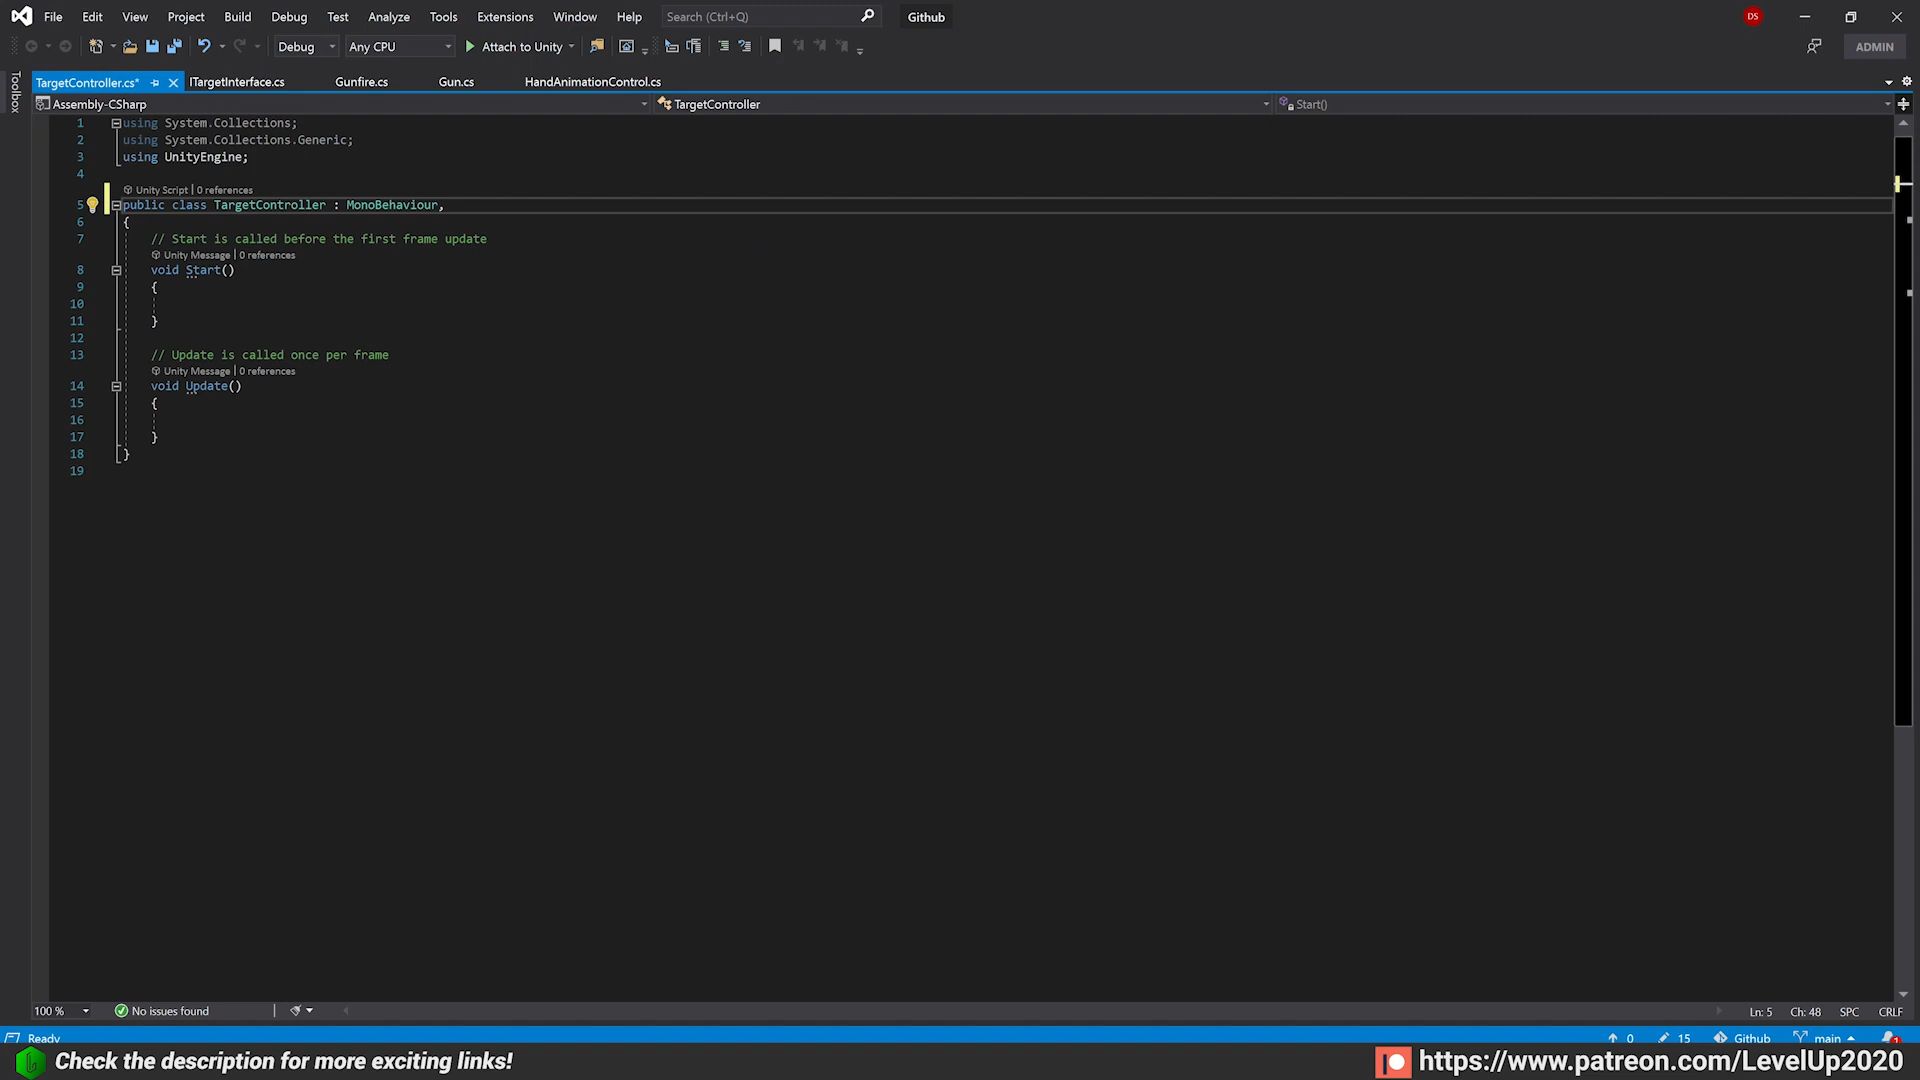 File Edit View Project Build Debug Test Analyze Tools Extensions Window Help Search (Ctrl+Q) Github DS
Debug Any CPU Attach to Unity ADMIN
Toolbox
TargetController.cs* ITargetInterface.cs Gunfire.cs Gun.cs HandAnimationControl.cs
Assembly-CSharp TargetController Start()
1 using System.Collections;
2 using System.Collections.Generic;
3 using UnityEngine;
4
Unity Script | 0 references
5 public class TargetController : MonoBehaviour,
6 {
7 // Start is called before the first frame update
Unity Message | 0 references
8 void Start()
9 {
10
11 }
12
13 // Update is called once per frame
Unity Message | 0 references
14 void Update()
15 {
16
17 }
18 }
19
100 % No issues found Ln: 5 Ch: 48 SPC CRLF
Ready 0 15 Github main 1
Check the description for more exciting links! https://www.patreon.com/LevelUp2020